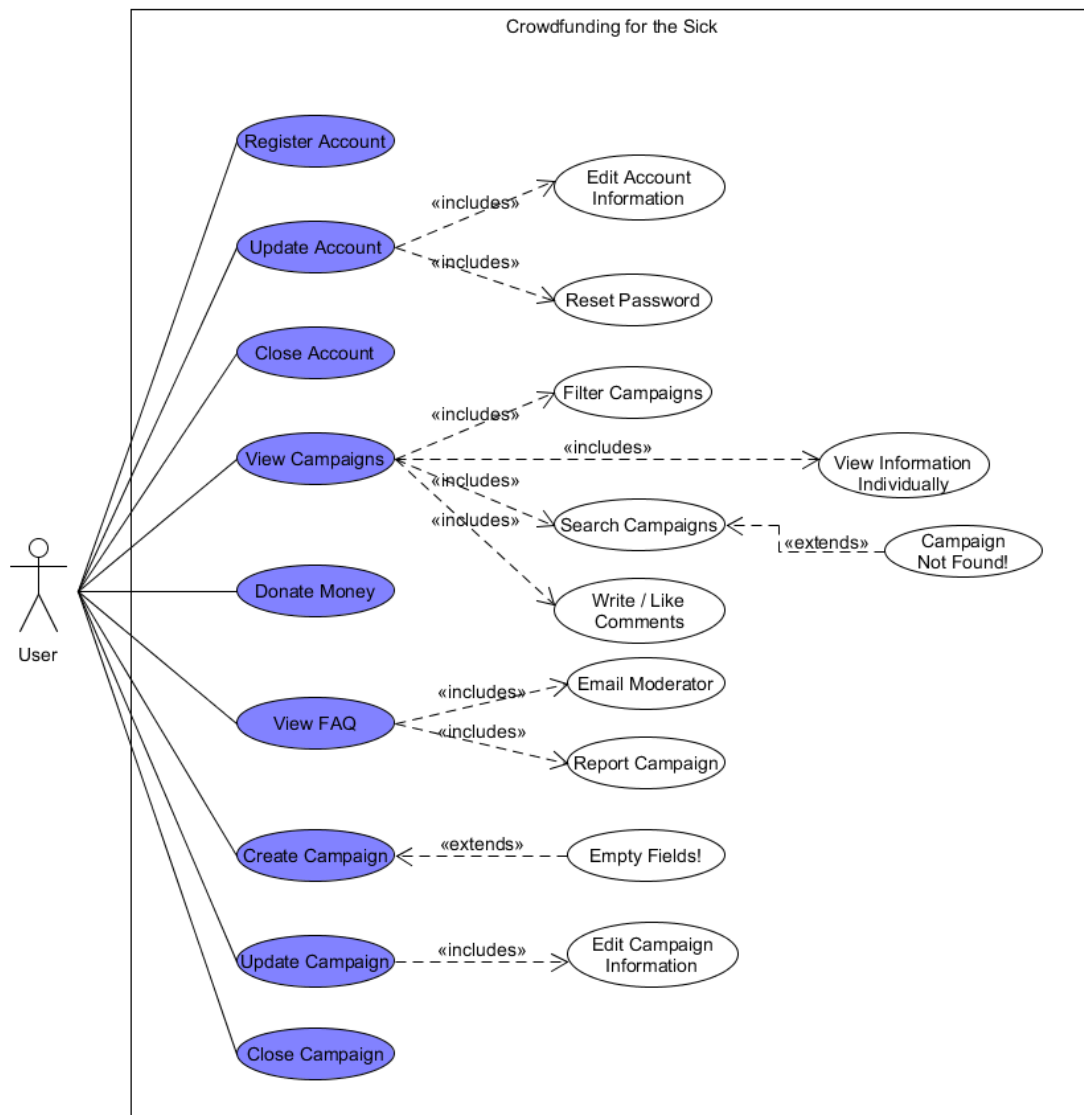 Crowdfunding for the Sick
Register Account
Edit Account
Information
«includes»
Update Account
«includes»
Reset Password
Close Account
Filter Campaigns
«includes»
«includes»
View Campaigns
View Information
Individually
«includes»
Search Campaigns
«includes»
«extends»
Campaign
Not Found!
Donate Money
Write / Like
Comments
User
Email Moderator
«includes»
View FAQ
«includes»
Report Campaign
Create Campaign
«extends»
Empty Fields!
Update Campaign
«includes»
Edit Campaign
Information
Close Campaign